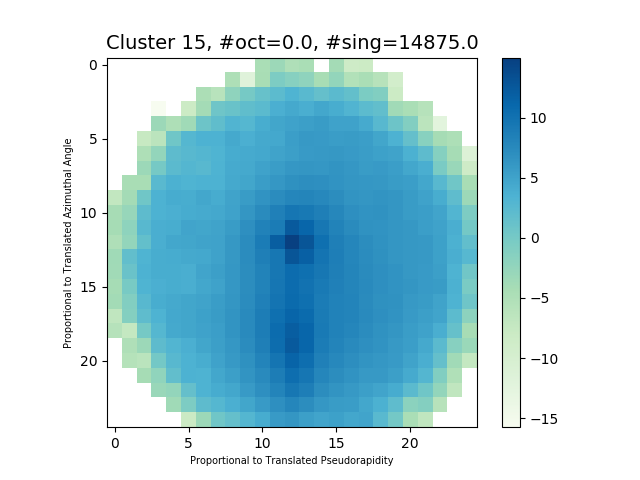 Cluster 15, #oct=0.0, #sing=14875.0
0
5
10
15
20
Proportional to Translated Azimuthal Angle
0 5 10 15 20
Proportional to Translated Pseudorapidity
10
5
0
−5
−10
−15